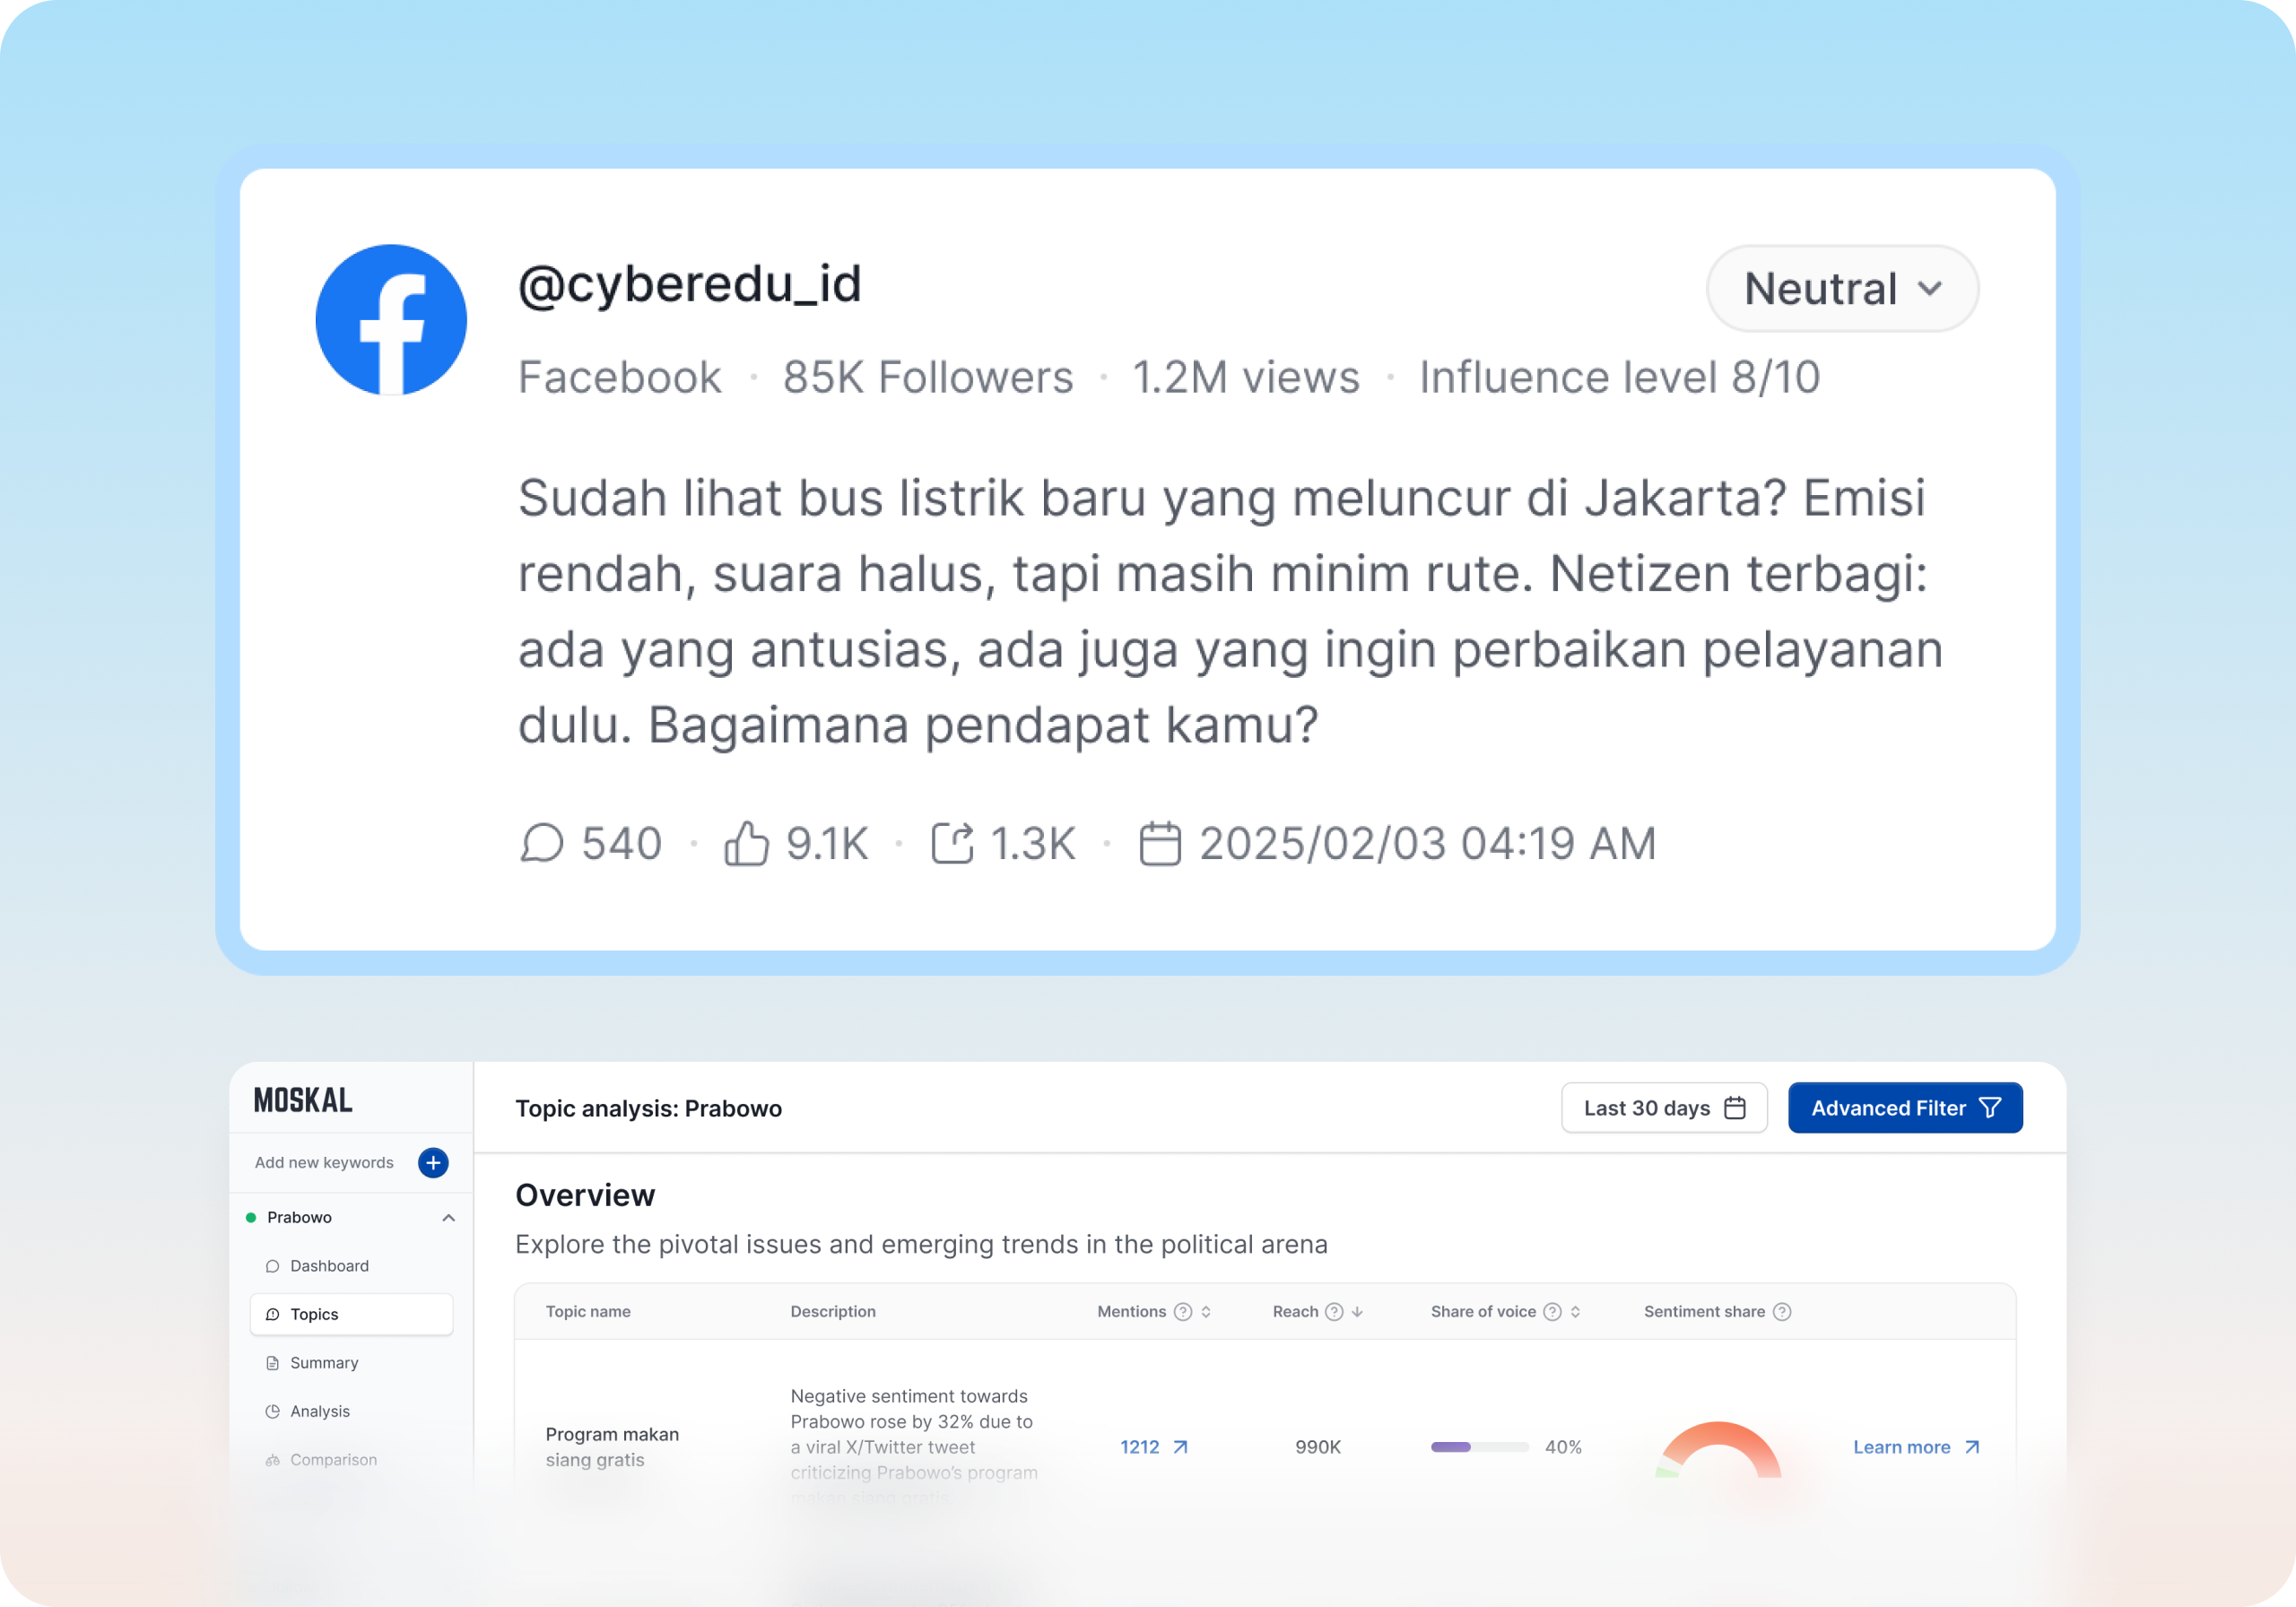 @cyberedu_id
Neutral
Facebook · 85K Followers · 1.2M views · Influence level 8/10
Sudah lihat bus listrik baru yang meluncur di Jakarta? Emisi
rendah, suara halus, tapi masih minim rute. Netizen terbagi:
ada yang antusias, ada juga yang ingin perbaikan pelayanan
dulu. Bagaimana pendapat kamu?
540 · 9.1K · 1.3K · 2025/02/03 04:19 AM
MOSKAL
Add new keywords
Prabowo
Dashboard
Topics
Summary
Analysis
Comparison
Topic analysis: Prabowo
Last 30 days
Advanced Filter
Overview
Explore the pivotal issues and emerging trends in the political arena
Topic name Description Mentions Reach Share of voice Sentiment share
Program makan
siang gratis
Negative sentiment towards
Prabowo rose by 32% due to
a viral X/Twitter tweet
criticizing Prabowo's program
makan siang gratis
1212
990K
40%
Learn more